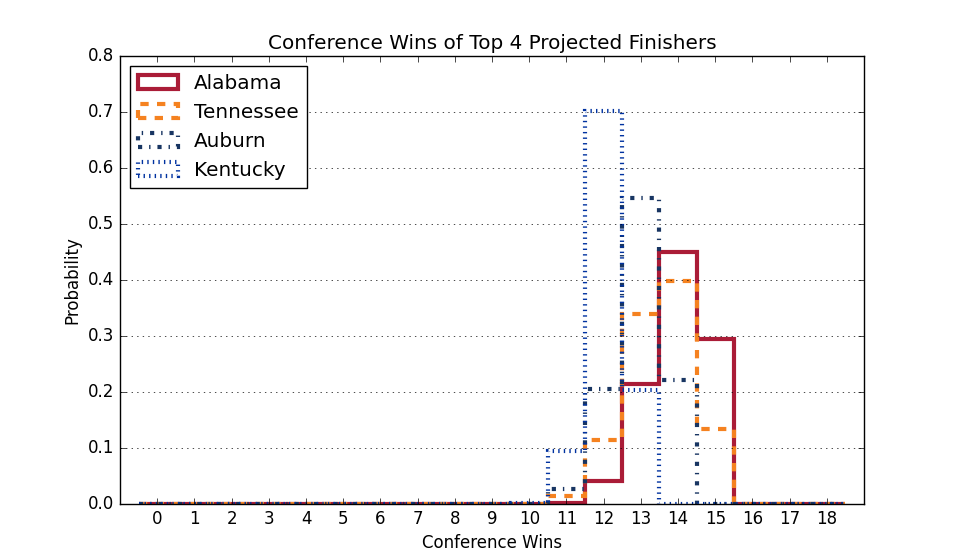 Conference Wins of Top 4 Projected Finishers
Alabama
Tennessee
Auburn
Kentucky
0.8
0.7
0.6
0.5
0.4
0.3
0.2
0.1
0.0
Probability
0 1 2 3 4 5 6 7 8 9 10 11 12 13 14 15 16 17 18
Conference Wins